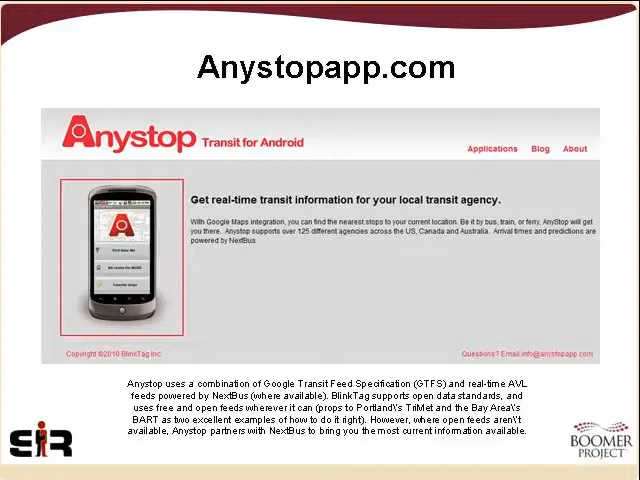 Anystopapp.com
Anystop Transit for Android
Applications Blog About
Get real-time transit information for your local transit agency.
With Google Maps integration, you can find the nearest stops to your current location. Be it by bus, train, or ferry, AnyStop will get
you there. Anystop supports over 125 different agencies across the US, Canada and Australia. Arrival times and predictions are
powered by NextBus
Find Near Me
Favorite Stops
Copyright ©2010 BlinkTag Inc.
Questions? Email info@anystopapp.com
Anystop uses a combination of Google Transit Feed Specification (GTFS) and real-time AVL
feeds powered by NextBus (where available). BlinkTag supports open data standards, and
uses free and open feeds wherever it can (props to Portland\'s TriMet and the Bay Area\'s
BART as two excellent examples of how to do it right). However, where open feeds aren\'t
available, Anystop partners with NextBus to bring you the most current information available.
SIR
BOOMER
PROJECT